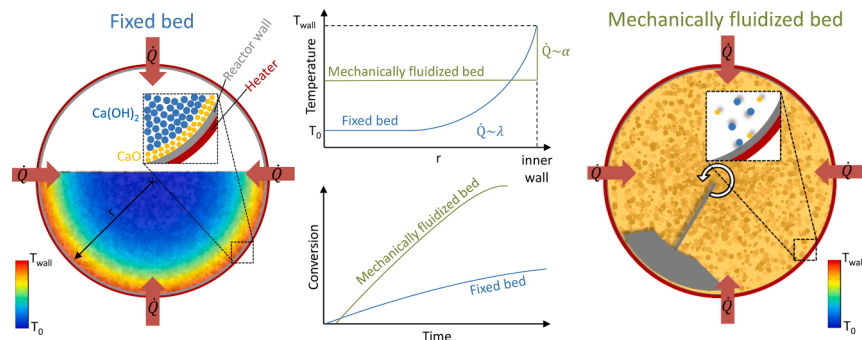 Fixed bed
Q̇
Reactor wall
Heater
Ca(OH)₂
CaO
Q̇
Q̇
r
T_wall
T₀
Q̇
T_wall
Temperature
Mechanically fluidized bed
Q̇~α
Fixed bed
T₀
Q̇~λ
r
inner
wall
Conversion
Mechanically fluidized bed
Fixed bed
Time
Mechanically fluidized bed
Q̇
Q̇
Q̇
T_wall
T₀
Q̇